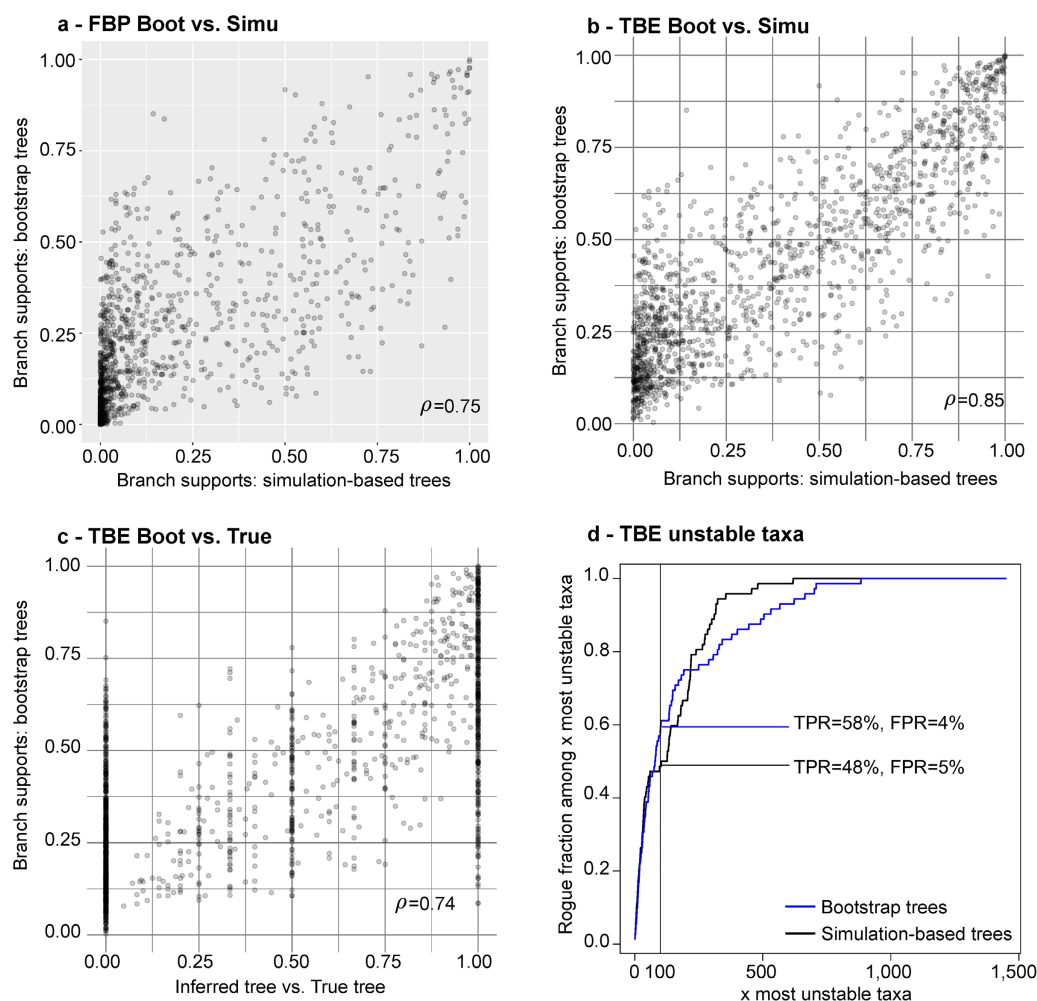 a - FBP Boot vs. Simu
1.00
0.75
0.50
0.25
0.00
Branch supports: bootstrap trees
ρ=0.75
0.00 0.25 0.50 0.75 1.00
Branch supports: simulation-based trees
b - TBE Boot vs. Simu
1.00
0.75
0.50
0.25
0.00
Branch supports: bootstrap trees
ρ=0.85
0.00 0.25 0.50 0.75 1.00
Branch supports: simulation-based trees
c - TBE Boot vs. True
1.00
0.75
0.50
0.25
0.00
Branch supports: bootstrap trees
ρ=0.74
0.00 0.25 0.50 0.75 1.00
Inferred tree vs. True tree
d - TBE unstable taxa
1.0
0.8
0.6
0.4
0.2
0.0
Rogue fraction among x most unstable taxa
TPR=58%, FPR=4%
TPR=48%, FPR=5%
Bootstrap trees
Simulation-based trees
0 100 500 1,000 1,500
x most unstable taxa